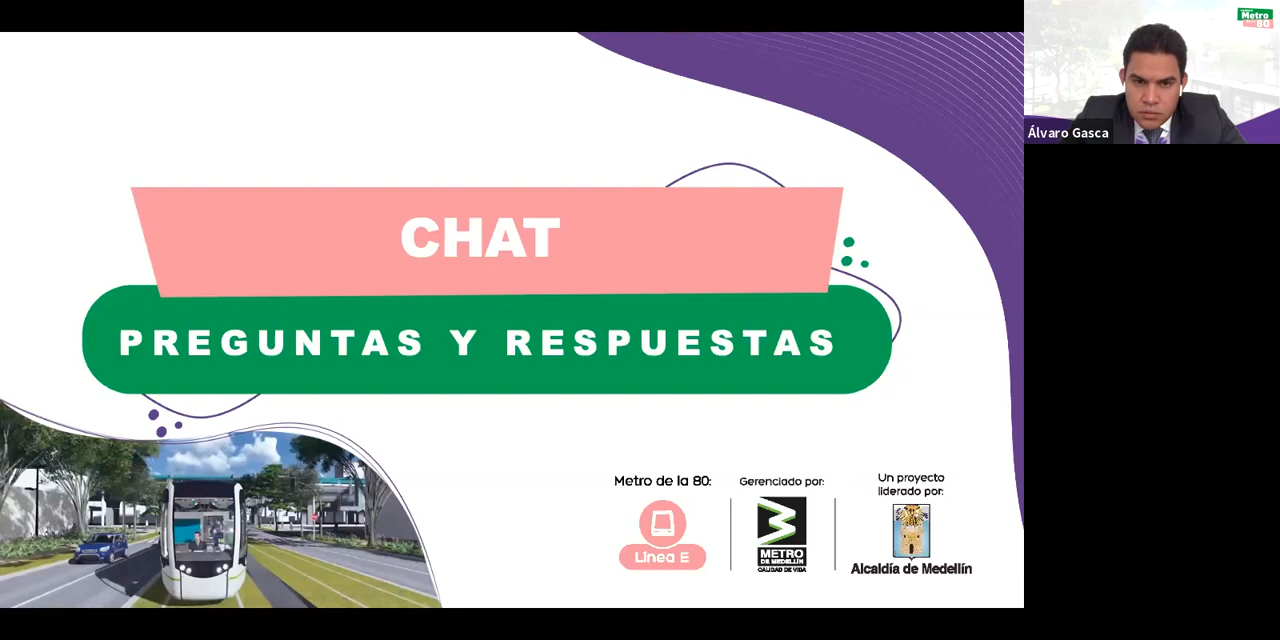 CHAT
PREGUNTAS Y RESPUESTAS
Metro de la 80:
Línea E
Gerenciado por:
METRO
DE MEDELLÍN
CALIDAD DE VIDA
Un proyecto
liderado por:
Alcaldía de Medellín
Metro
80
Álvaro Gasca